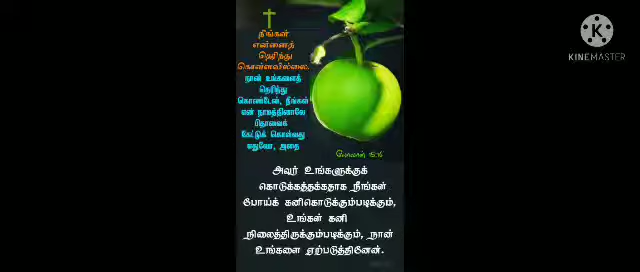 நீங்கள்
என்னைத்
தெரிந்து
கொள்ளவில்லை.
நான் உங்களைத்
தெரிந்து
கொண்டேன், நீங்கள்
என் நாமத்தினாலே
பிதாவைக்
கேட்டுக் கொள்வது
எதுவோ, அதை
யோவான் 15:16
அவர் உங்களுக்குக்
கொடுக்கத்தக்கதாக நீங்கள்
போய்க் கனிகொடுக்கும்படிக்கும்,
உங்கள் கனி
நிலைத்திருக்கும்படிக்கும், நான்
உங்களை ஏற்படுத்தினேன்.
KINEMASTER